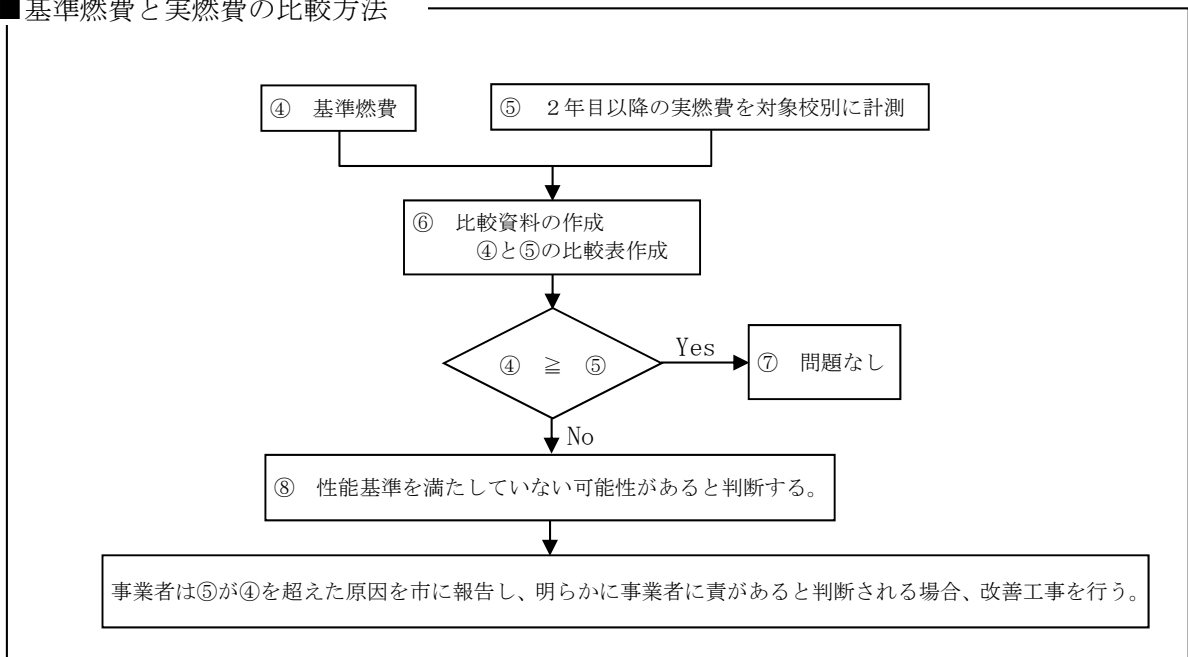 ■基準燃費と実燃費の比較方法
④　基準燃費
⑤　２年目以降の実燃費を対象校別に計測
⑥　比較資料の作成
④と⑤の比較表作成
④　≧　⑤
Yes
⑦　問題なし
No
⑧　性能基準を満たしていない可能性があると判断する。
事業者は⑤が④を超えた原因を市に報告し、明らかに事業者に責があると判断される場合、改善工事を行う。